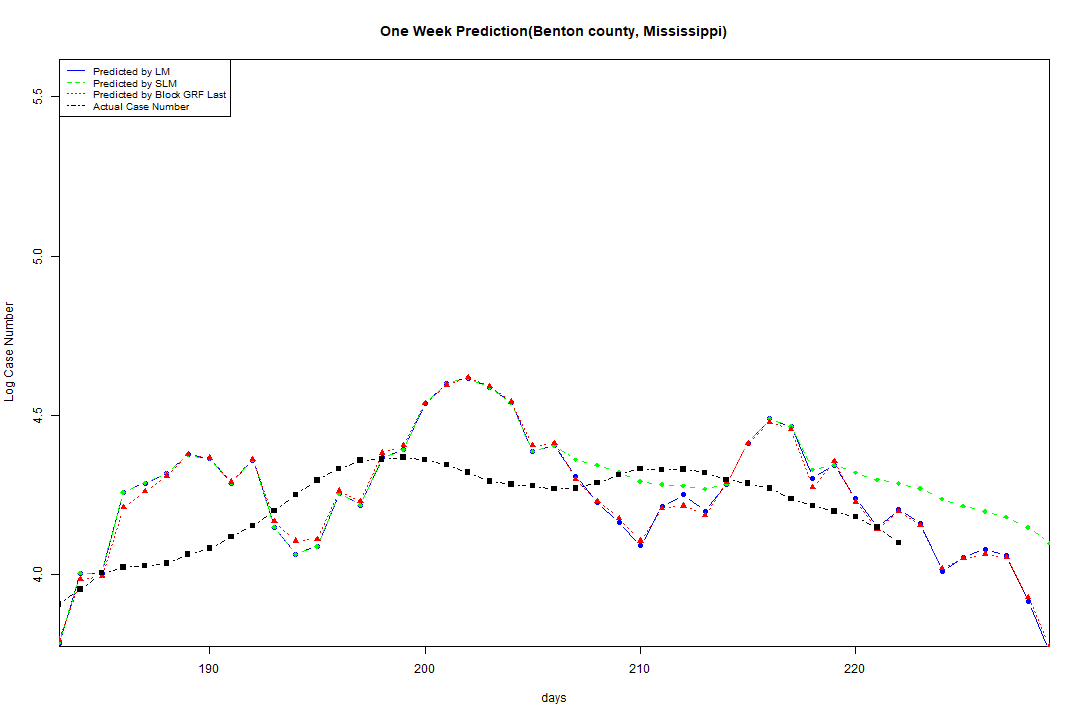 One Week Prediction(Benton county, Mississippi)
Predicted by LM
Predicted by SLM
Predicted by Block GRF Last
Actual Case Number
5.5
5.0
4.5
4.0
Log Case Number
190
200
210
220
days